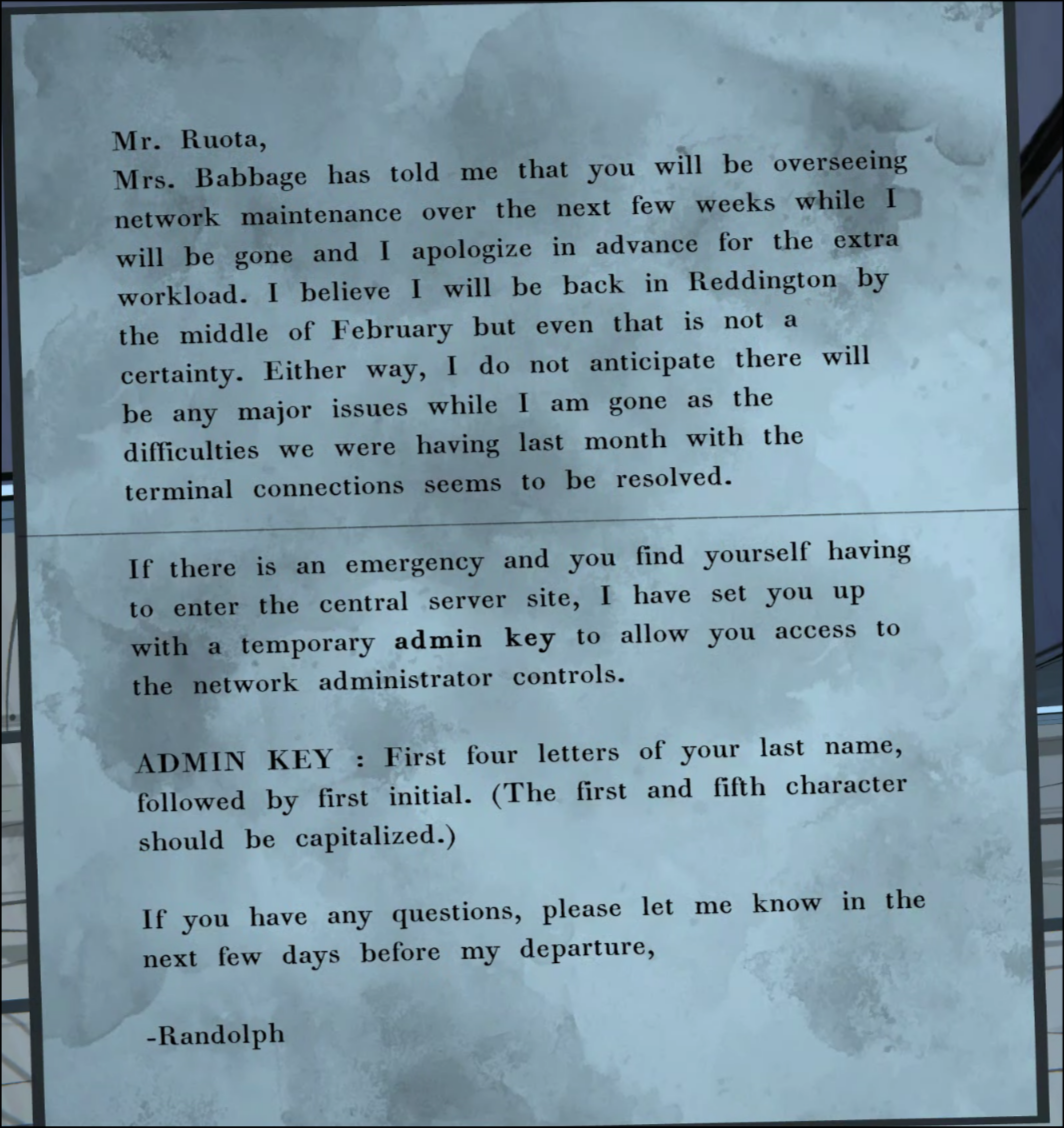 Mr. Ruota,
Mrs. Babbage has told me that you will be overseeing
network maintenance over the next few weeks while I
will be gone and I apologize in advance for the extra
workload. I believe I will be back in Reddington by
the middle of February but even that is not a
certainty. Either way, I do not anticipate there will
be any major issues while I am gone as the
difficulties we were having last month with the
terminal connections seems to be resolved.
If there is an emergency and you find yourself having
to enter the central server site, I have set you up
with a temporary admin key to allow you access to
the network administrator controls.
ADMIN KEY : First four letters of your last name,
followed by first initial. (The first and fifth character
should be capitalized.)
If you have any questions, please let me know in the
next few days before my departure,
-Randolph